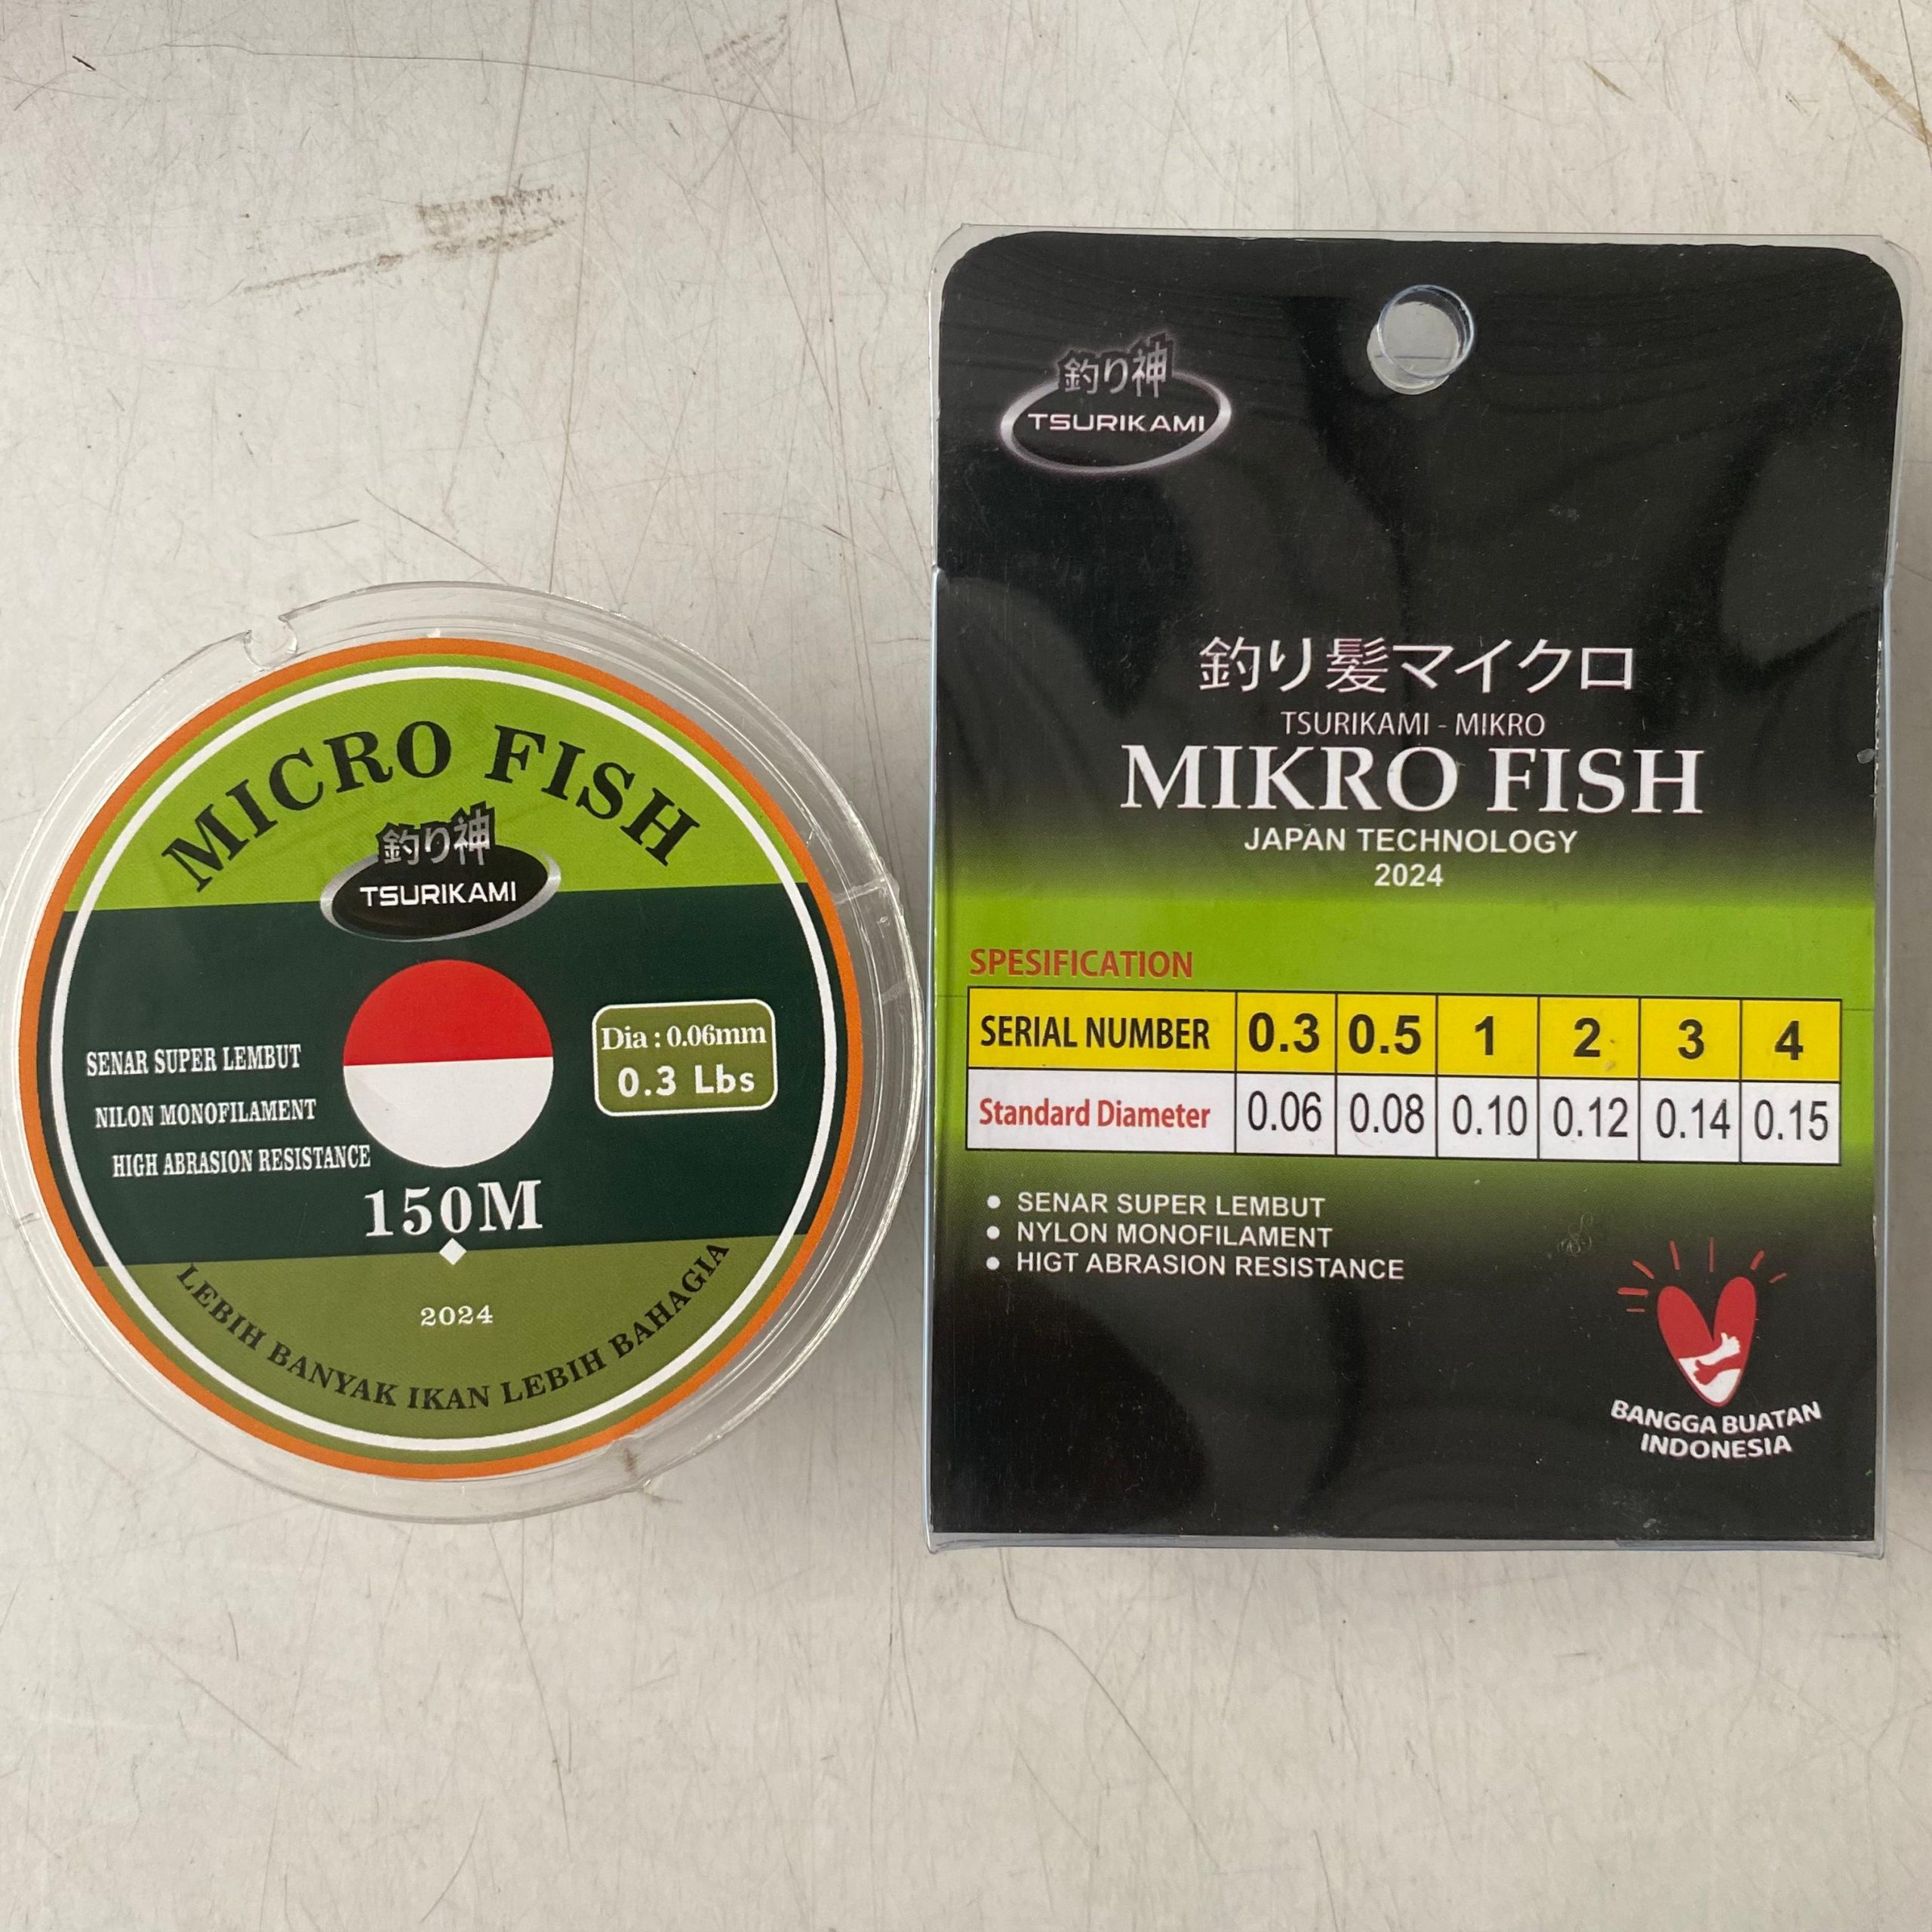 MICRO FISH
釣り神
TSURIKAMI
SENAR SUPER LEMBUT
NILON MONOFILAMENT
HIGH ABRASION RESISTANCE
Dia : 0.06mm
0.3 Lbs
150M
2024
LEBIH BANYAK IKAN LEBIH BAHAGIA
釣り神
TSURIKAMI
釣り髪マイクロ
TSURIKAMI - MIKRO
MIKRO FISH
JAPAN TECHNOLOGY
2024
SPESIFICATION
SERIAL NUMBER 0.3 0.5 1 2 3 4
Standard Diameter 0.06 0.08 0.10 0.12 0.14 0.15
• SENAR SUPER LEMBUT
• NYLON MONOFILAMENT
• HIGT ABRASION RESISTANCE
BANGGA BUATAN
INDONESIA